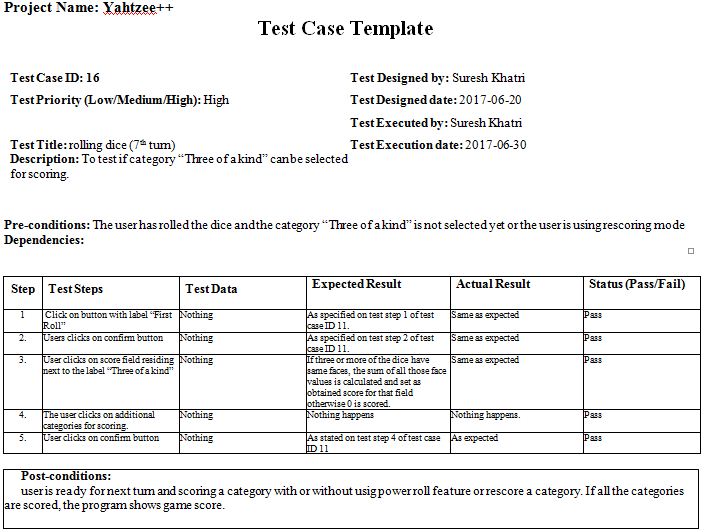 Project Name: Yahtzee++
Test Case Template
Test Case ID: 16
Test Designed by: Suresh Khatri
Test Priority (Low/Medium/High): High
Test Designed date: 2017-06-20
Test Executed by: Suresh Khatri
Test Title: rolling dice (7th turn)
Test Execution date: 2017-06-30
Description: To test if category "Three of a kind" can be selected
for scoring.
Pre-conditions: The user has rolled the dice and the category "Three of a kind" is not selected yet or the user is using rescoring mode
Dependencies:
Step Test Steps Test Data Expected Result Actual Result Status (Pass/Fail)
1 Click on button with label "First Nothing As specified on test step 1 of test Same as expected Pass
Roll" case ID 11.
2. Users clicks on confirm button Nothing As specified on test step 2 of test Same as expected Pass
case ID 11.
3. User clicks on score field residing Nothing If three or more of the dice have Same as expected Pass
next to the label "Three of a kind" same faces, the sum of all those face
values is calculated and set as
obtained score for that field
otherwise 0 is scored.
4. The user clicks on additional Nothing Nothing happens Nothing happens. Pass
categories for scoring.
5. User clicks on confirm button Nothing As stated on test step 4 of test case As expected Pass
ID 11
Post-conditions:
user is ready for next turn and scoring a category with or without usig power roll feature or rescore a category. If all the categories
are scored, the program shows game score.